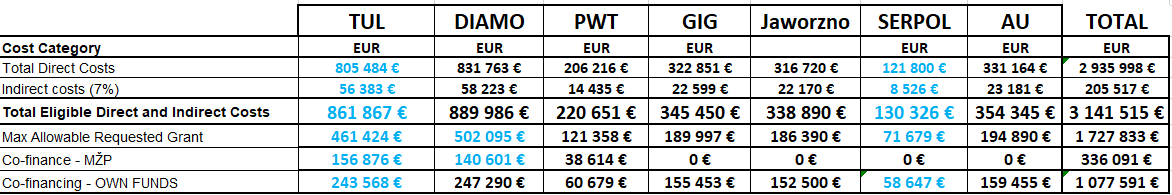 TUL DIAMO PWT GIG Jaworzno SERPOL AU TOTAL
Cost Category EUR EUR EUR EUR EUR EUR EUR
Total Direct Costs 805 484 € 831 763 € 206 216 € 322 851 € 316 720 € 121 800 € 331 164 € 2 935 998 €
Indirect costs (7%) 56 383 € 58 223 € 14 435 € 22 599 € 22 170 € 8 526 € 23 181 € 205 517 €
Total Eligible Direct and Indirect Costs 861 867 € 889 986 € 220 651 € 345 450 € 338 890 € 130 326 € 354 345 € 3 141 515 €
Max Allowable Requested Grant 461 424 € 502 095 € 121 358 € 189 997 € 186 390 € 71 679 € 194 890 € 1 727 833 €
Co-finance - MŽP 156 876 € 140 601 € 38 614 € 0 € 0 € 0 € 0 € 336 091 €
Co-financing - OWN FUNDS 243 568 € 247 290 € 60 679 € 155 453 € 152 500 € 58 647 € 159 455 € 1 077 591 €